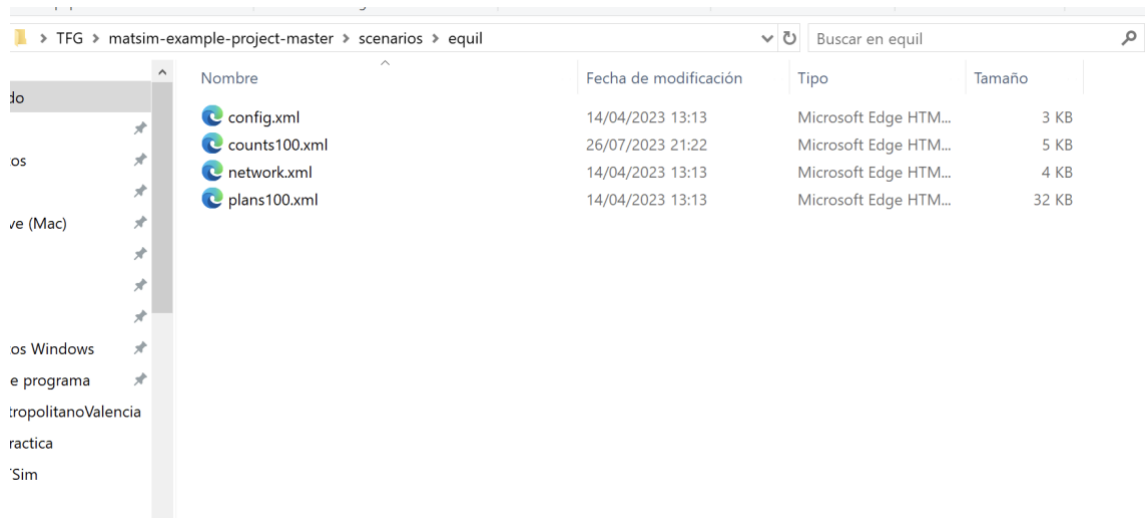 TFG > matsim-example-project-master > scenarios > equil
Buscar en equil
Nombre Fecha de modificación Tipo Tamaño
config.xml 14/04/2023 13:13 Microsoft Edge HTM... 3 KB
counts100.xml 26/07/2023 21:22 Microsoft Edge HTM... 5 KB
network.xml 14/04/2023 13:13 Microsoft Edge HTM... 4 KB
plans100.xml 14/04/2023 13:13 Microsoft Edge HTM... 32 KB
do
os
ve (Mac)
os Windows
e programa
tropolitanoValencia
ractica
Sim